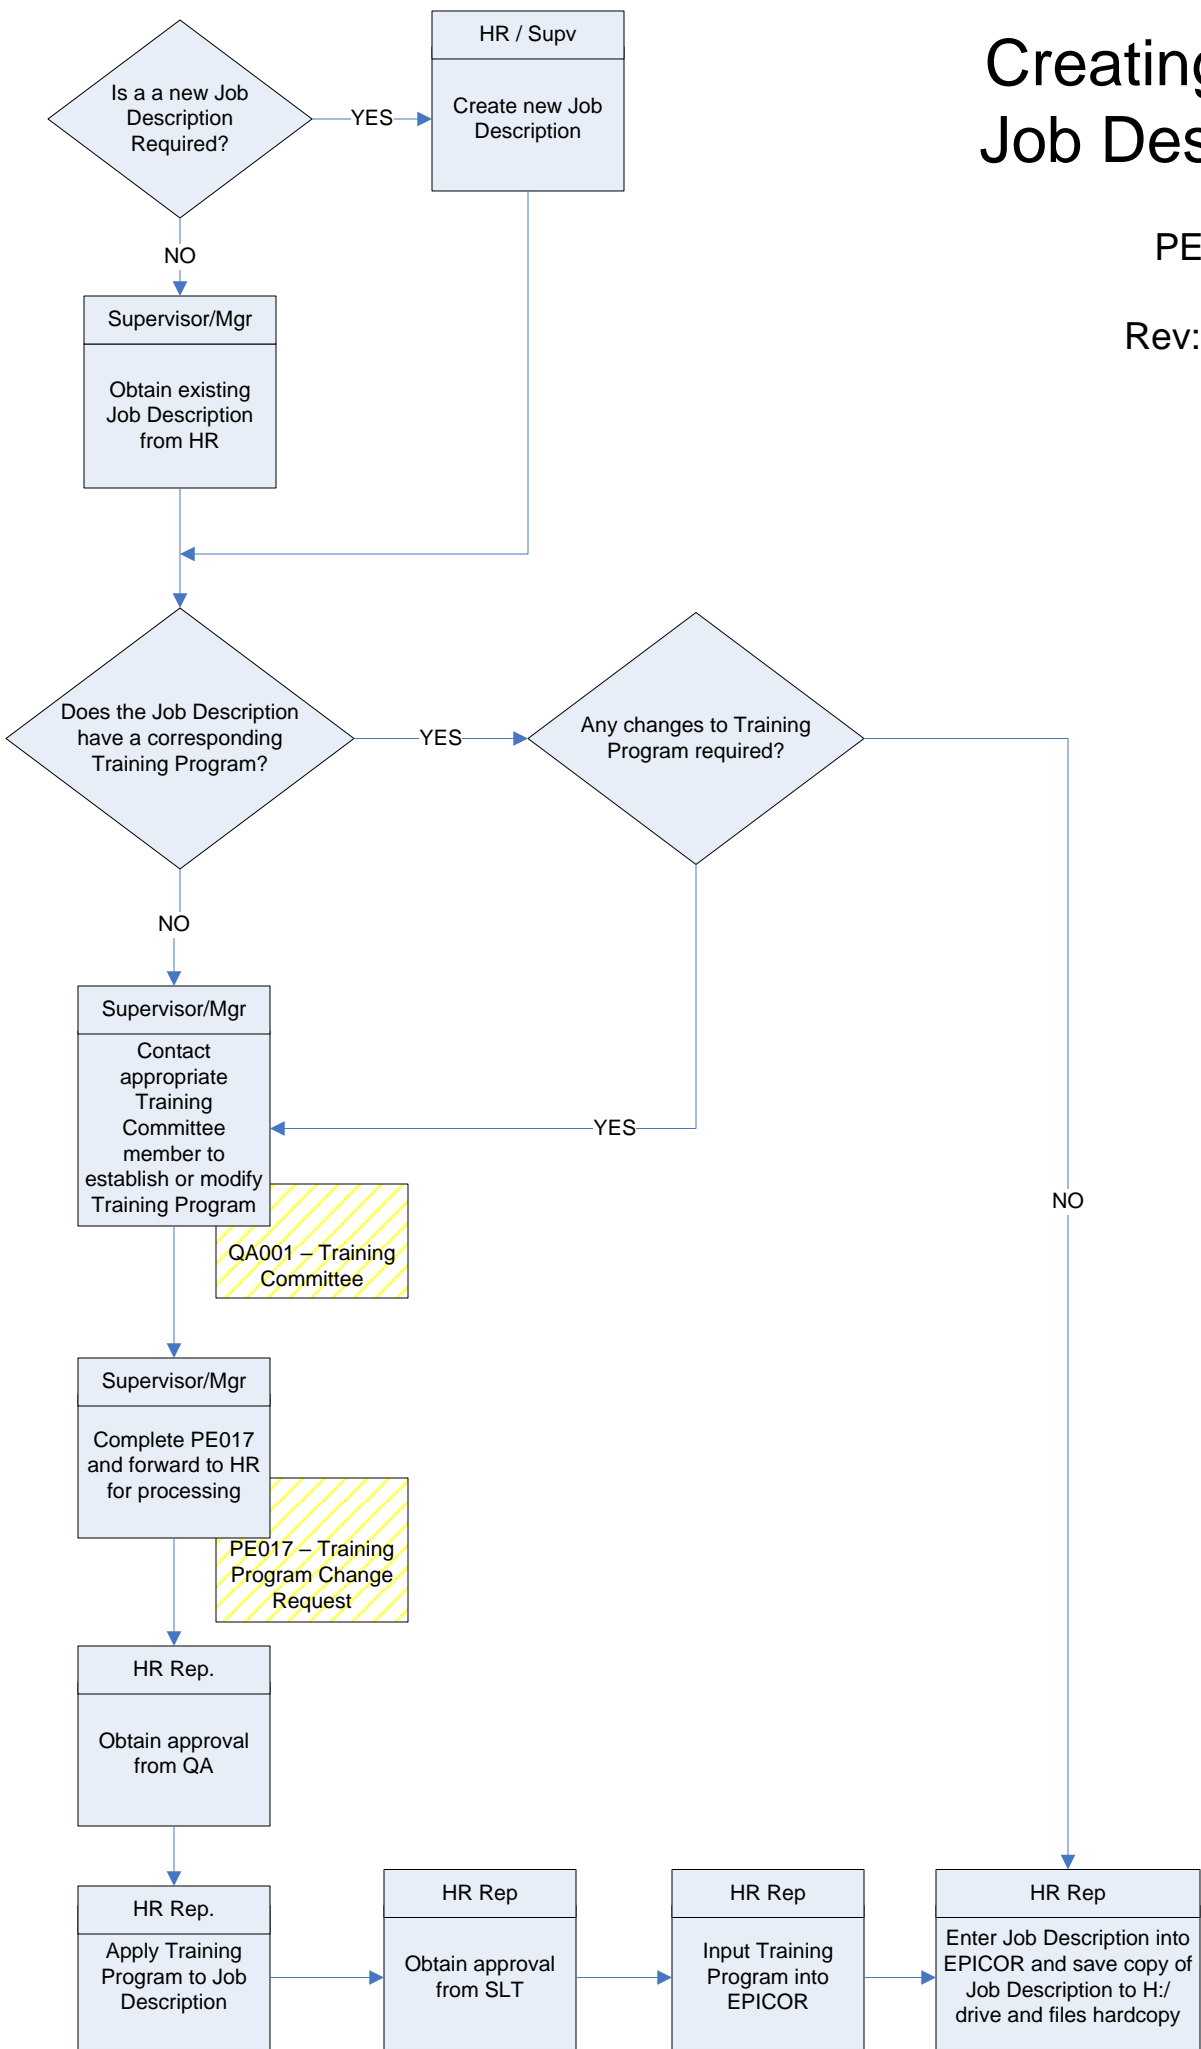 Creating
Job Des
PE
Rev:
Is a a new Job
Description
Required?
YES
HR / Supv
Create new Job
Description
NO
Supervisor/Mgr
Obtain existing
Job Description
from HR
Does the Job Description
have a corresponding
Training Program?
YES
Any changes to Training
Program required?
NO
Supervisor/Mgr
Contact
appropriate
Training
Committee
member to
establish or modify
Training Program
YES
NO
QA001 – Training
Committee
Supervisor/Mgr
Complete PE017
and forward to HR
for processing
PE017 – Training
Program Change
Request
HR Rep.
Obtain approval
from QA
HR Rep.
Apply Training
Program to Job
Description
HR Rep
Obtain approval
from SLT
HR Rep
Input Training
Program into
EPICOR
HR Rep
Enter Job Description into
EPICOR and save copy of
Job Description to H:/
drive and files hardcopy